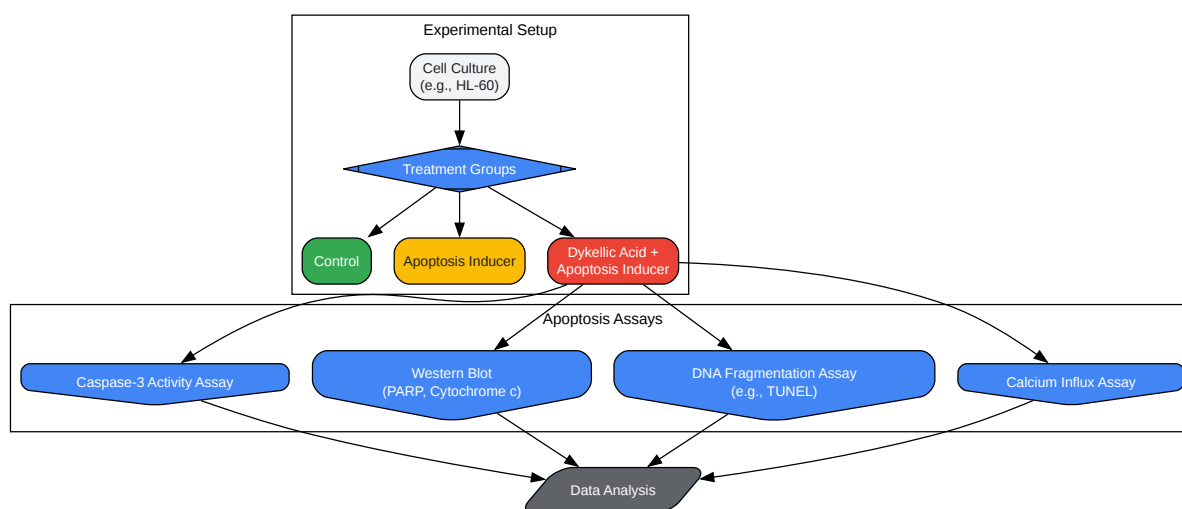 Experimental Setup
Cell Culture
(e.g., HL-60)
Treatment Groups
Control
Apoptosis Inducer
Dykellic Acid +
Apoptosis Inducer
Apoptosis Assays
Caspase-3 Activity Assay
Western Blot
(PARP, Cytochrome c)
DNA Fragmentation Assay
(e.g., TUNEL)
Calcium Influx Assay
Data Analysis